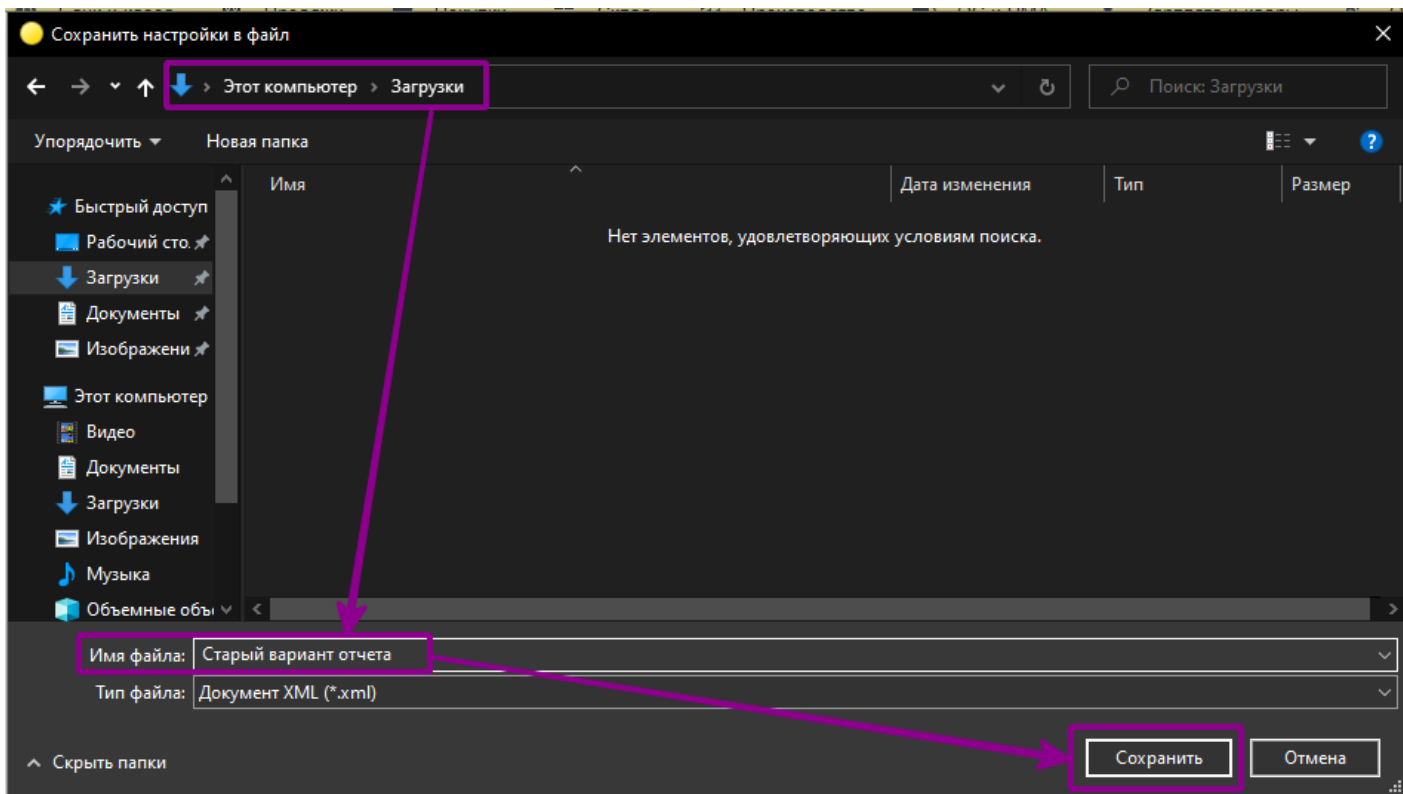 Сохранить настройки в файл
Этот компьютер > Загрузки
Поиск: Загрузки
Упорядочить
Новая папка
Имя
Дата изменения
Тип
Размер
Нет элементов, удовлетворяющих условиям поиска.
Быстрый доступ
Рабочий сто
Загрузки
Документы
Изображени
Этот компьютер
Видео
Документы
Загрузки
Изображения
Музыка
Объемные объ
Имя файла: Старый вариант отчета
Тип файла: Документ XML (*.xml)
Скрыть папки
Сохранить
Отмена